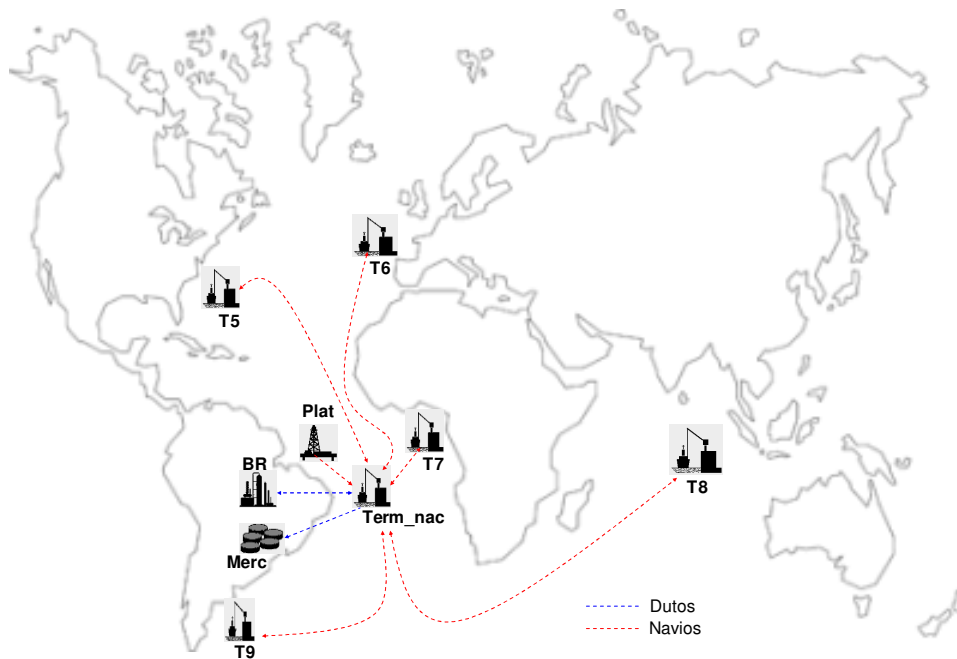 T6
T5
Plat
T7
BR
T8
Term_nac
Merc
Dutos
Navios
T9